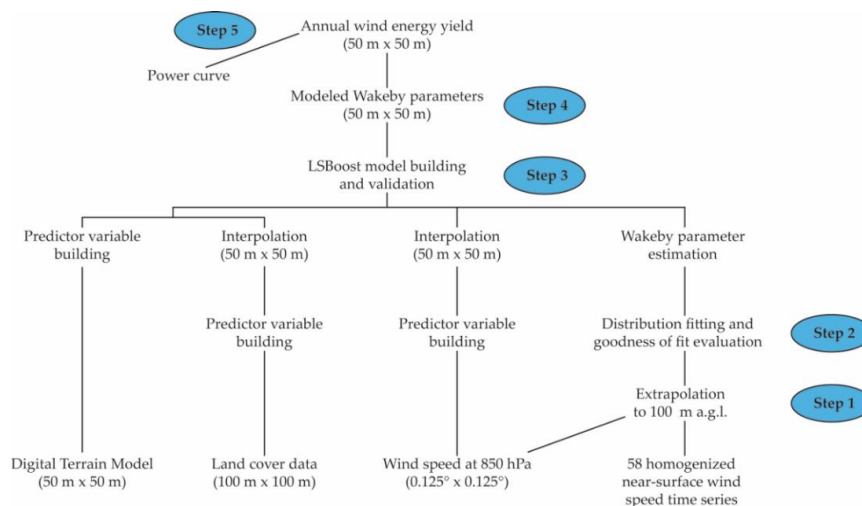 Step 5
Annual wind energy yield
(50 m x 50 m)
Power curve
Modeled Wakeby parameters
(50 m x 50 m)
Step 4
LSBoost model building
and validation
Step 3
Predictor variable
building
Interpolation
(50 m x 50 m)
Interpolation
(50 m x 50 m)
Wakeby parameter
estimation
Predictor variable
building
Predictor variable
building
Distribution fitting and
goodness of fit evaluation
Step 2
Extrapolation
to 100 m a.g.l.
Step 1
Digital Terrain Model
(50 m x 50 m)
Land cover data
(100 m x 100 m)
Wind speed at 850 hPa
(0.125° x 0.125°)
58 homogenized
near-surface wind
speed time series